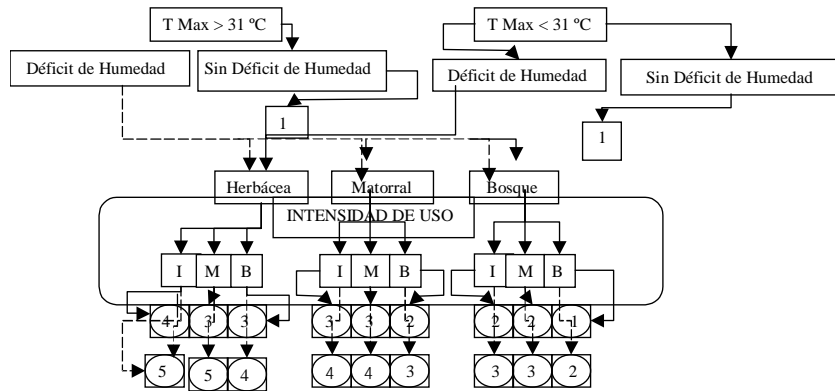 T Max > 31 ºC
T Max < 31 ºC
Déficit de Humedad
Sin Déficit de Humedad
Déficit de Humedad
Sin Déficit de Humedad
1
1
Herbácea
Matorral
Bosque
INTENSIDAD DE USO
I M B
I M B
I M B
4 3 3
3 3 2
2 2 1
5 5 4
4 4 3
3 3 2